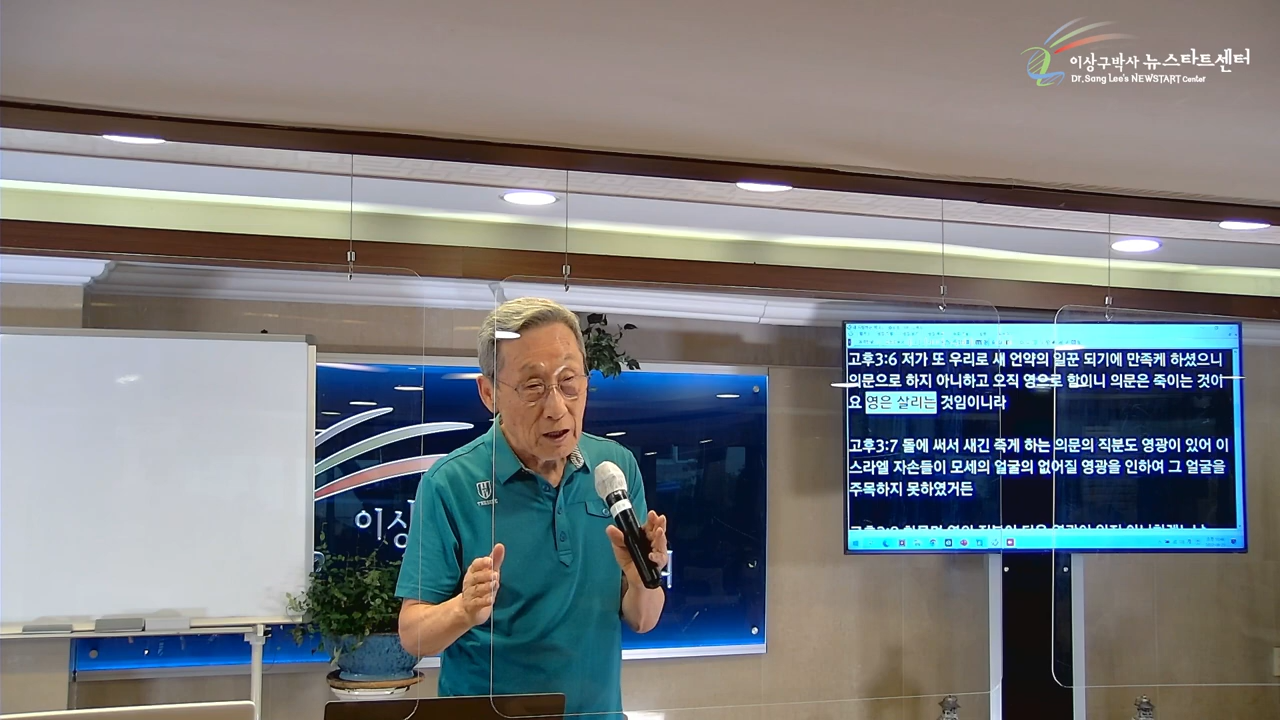 이상구박사 뉴스타트센터
Dr. Sang Lee's NEWSTART Center
고후3:6 저가 또 우리로 새 언약의 일꾼 되기에 만족케 하셨으니
의문으로 하지 아니하고 오직 영으로 함이니 의문은 죽이는 것이
요 영은 살리는 것임이니라
고후3:7 돌에 써서 새긴 죽게 하는 의문의 직분도 영광이 있어 이
스라엘 자손들이 모세의 얼굴의 없어질 영광을 인하여 그 얼굴을
주목하지 못하였거든
이상